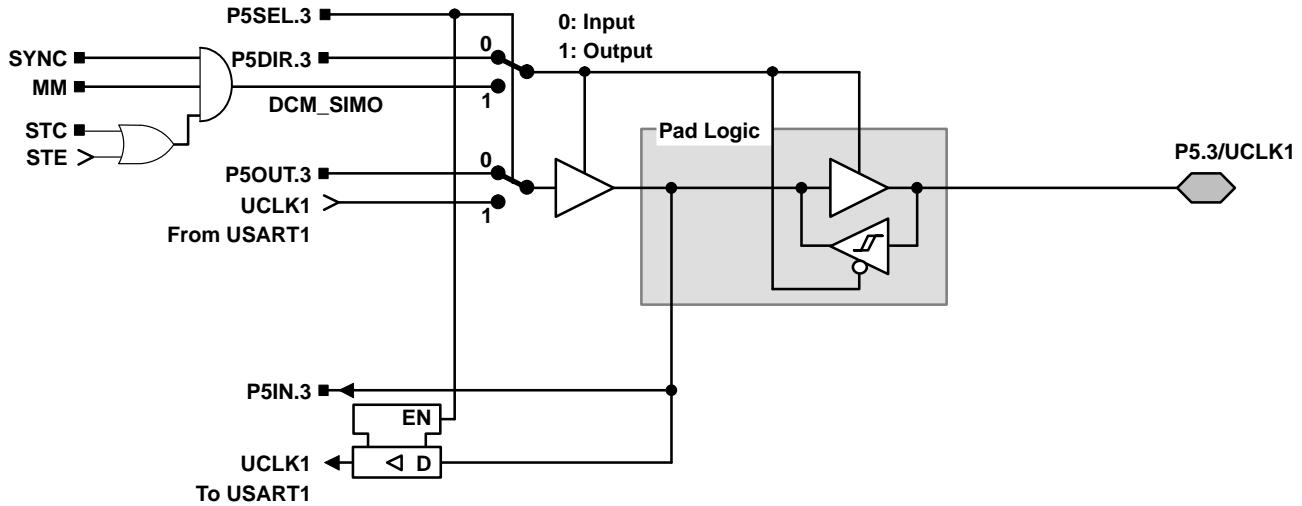 P5SEL.3
0: Input
1: Output
SYNC
P5DIR.3
0
MM
DCM_SIMO
1
STC
STE
Pad Logic
P5.3/UCLK1
P5OUT.3
0
UCLK1
1
From USART1
P5IN.3
EN
UCLK1
D
To USART1